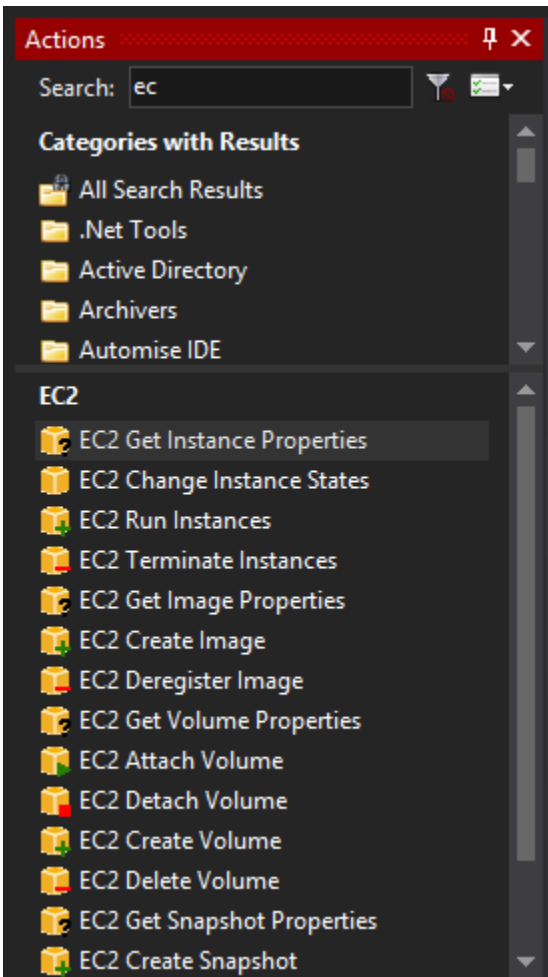 Actions
Search: ec
Categories with Results
All Search Results
.Net Tools
Active Directory
Archivers
Automise IDE
EC2
EC2 Get Instance Properties
EC2 Change Instance States
EC2 Run Instances
EC2 Terminate Instances
EC2 Get Image Properties
EC2 Create Image
EC2 Deregister Image
EC2 Get Volume Properties
EC2 Attach Volume
EC2 Detach Volume
EC2 Create Volume
EC2 Delete Volume
EC2 Get Snapshot Properties
EC2 Create Snapshot